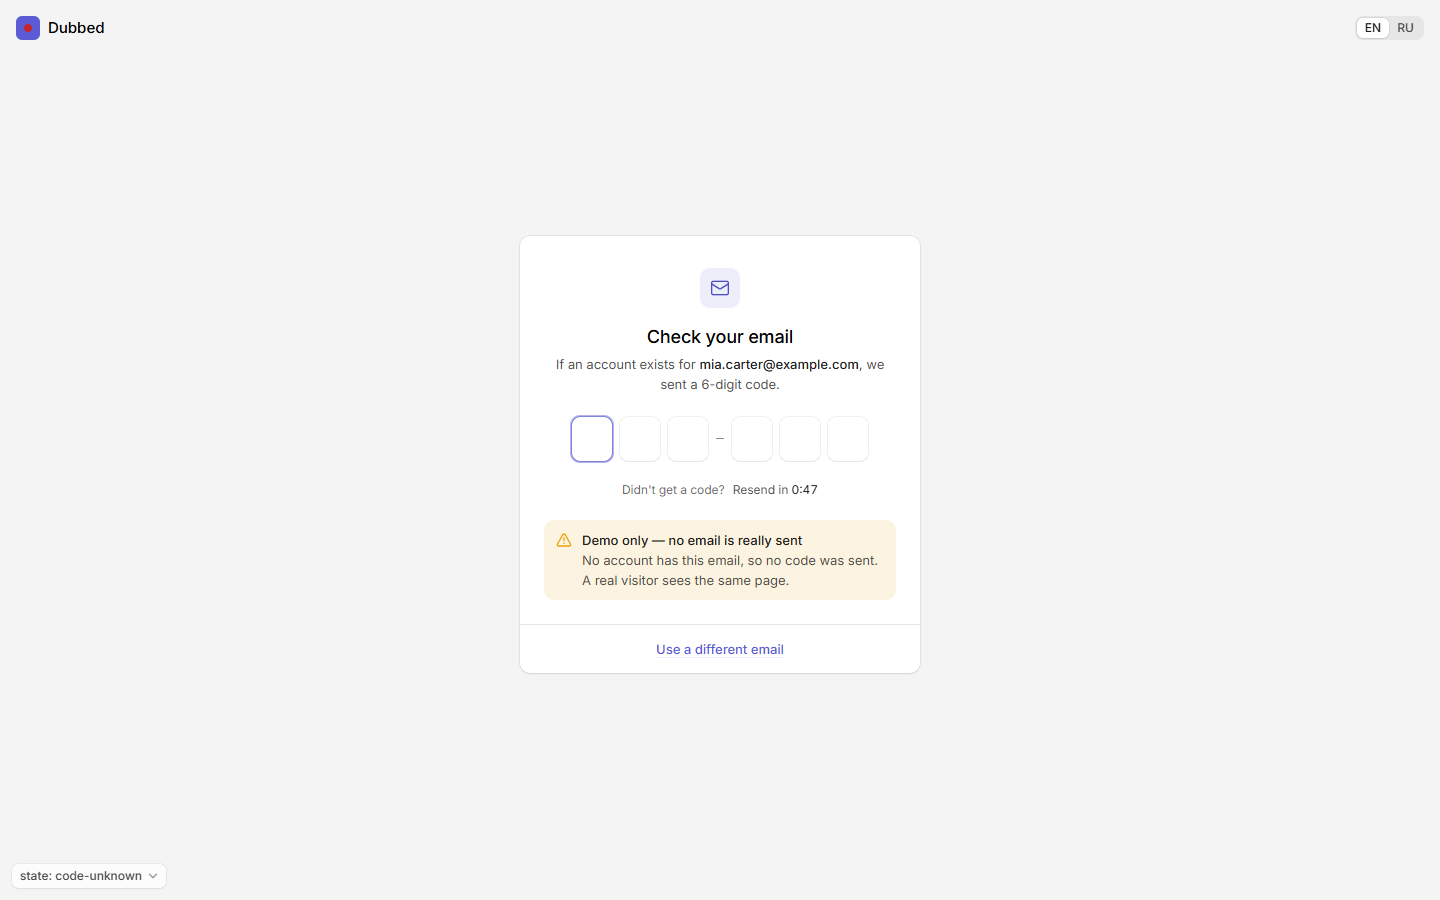 Dubbed
EN
RU
Check your email
If an account exists for mia.carter@example.com, we
sent a 6-digit code.
–
Didn't get a code? Resend in 0:47
Demo only — no email is really sent
No account has this email, so no code was sent.
A real visitor sees the same page.
Use a different email
state: code-unknown